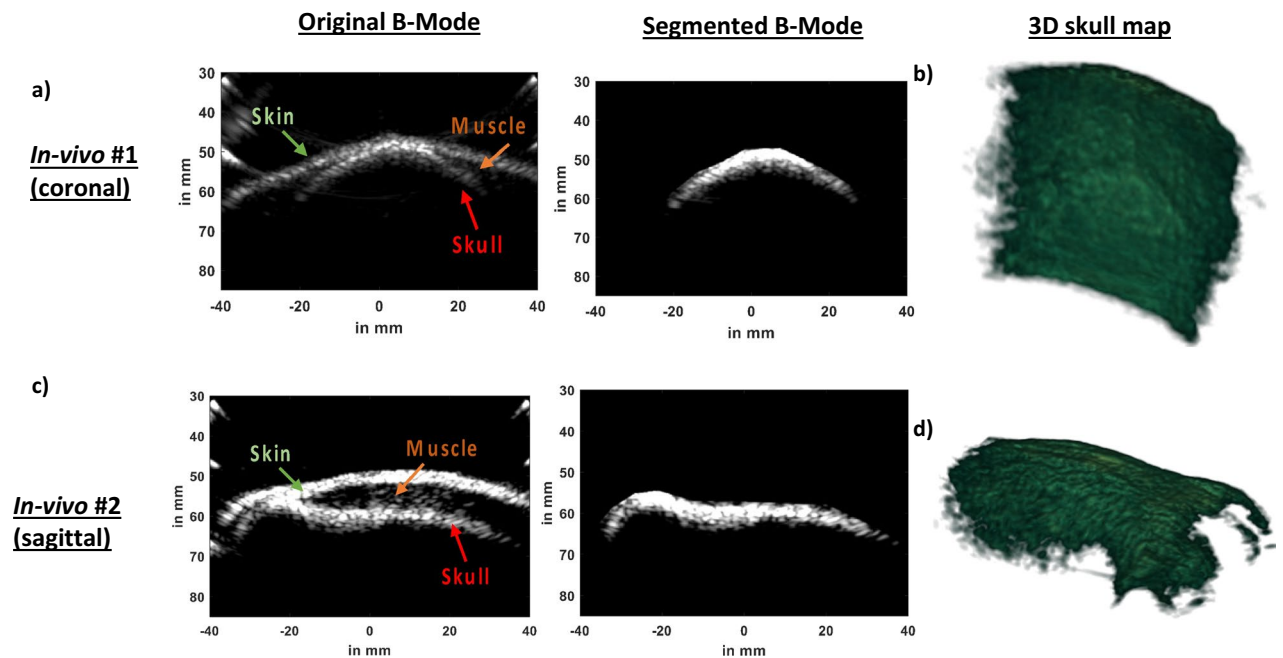 Original B-Mode
Segmented B-Mode
3D skull map
a)
In-vivo #1
(coronal)
30
40
50
60
70
80
in mm
Skin
Muscle
Skull
-40
-20
0
20
40
in mm
30
40
50
60
70
80
in mm
-40
-20
0
20
40
in mm
b)
c)
In-vivo #2
(sagittal)
30
40
50
60
70
80
in mm
Skin
Muscle
Skull
-40
-20
0
20
40
in mm
30
40
50
60
70
80
in mm
-40
-20
0
20
40
in mm
d)